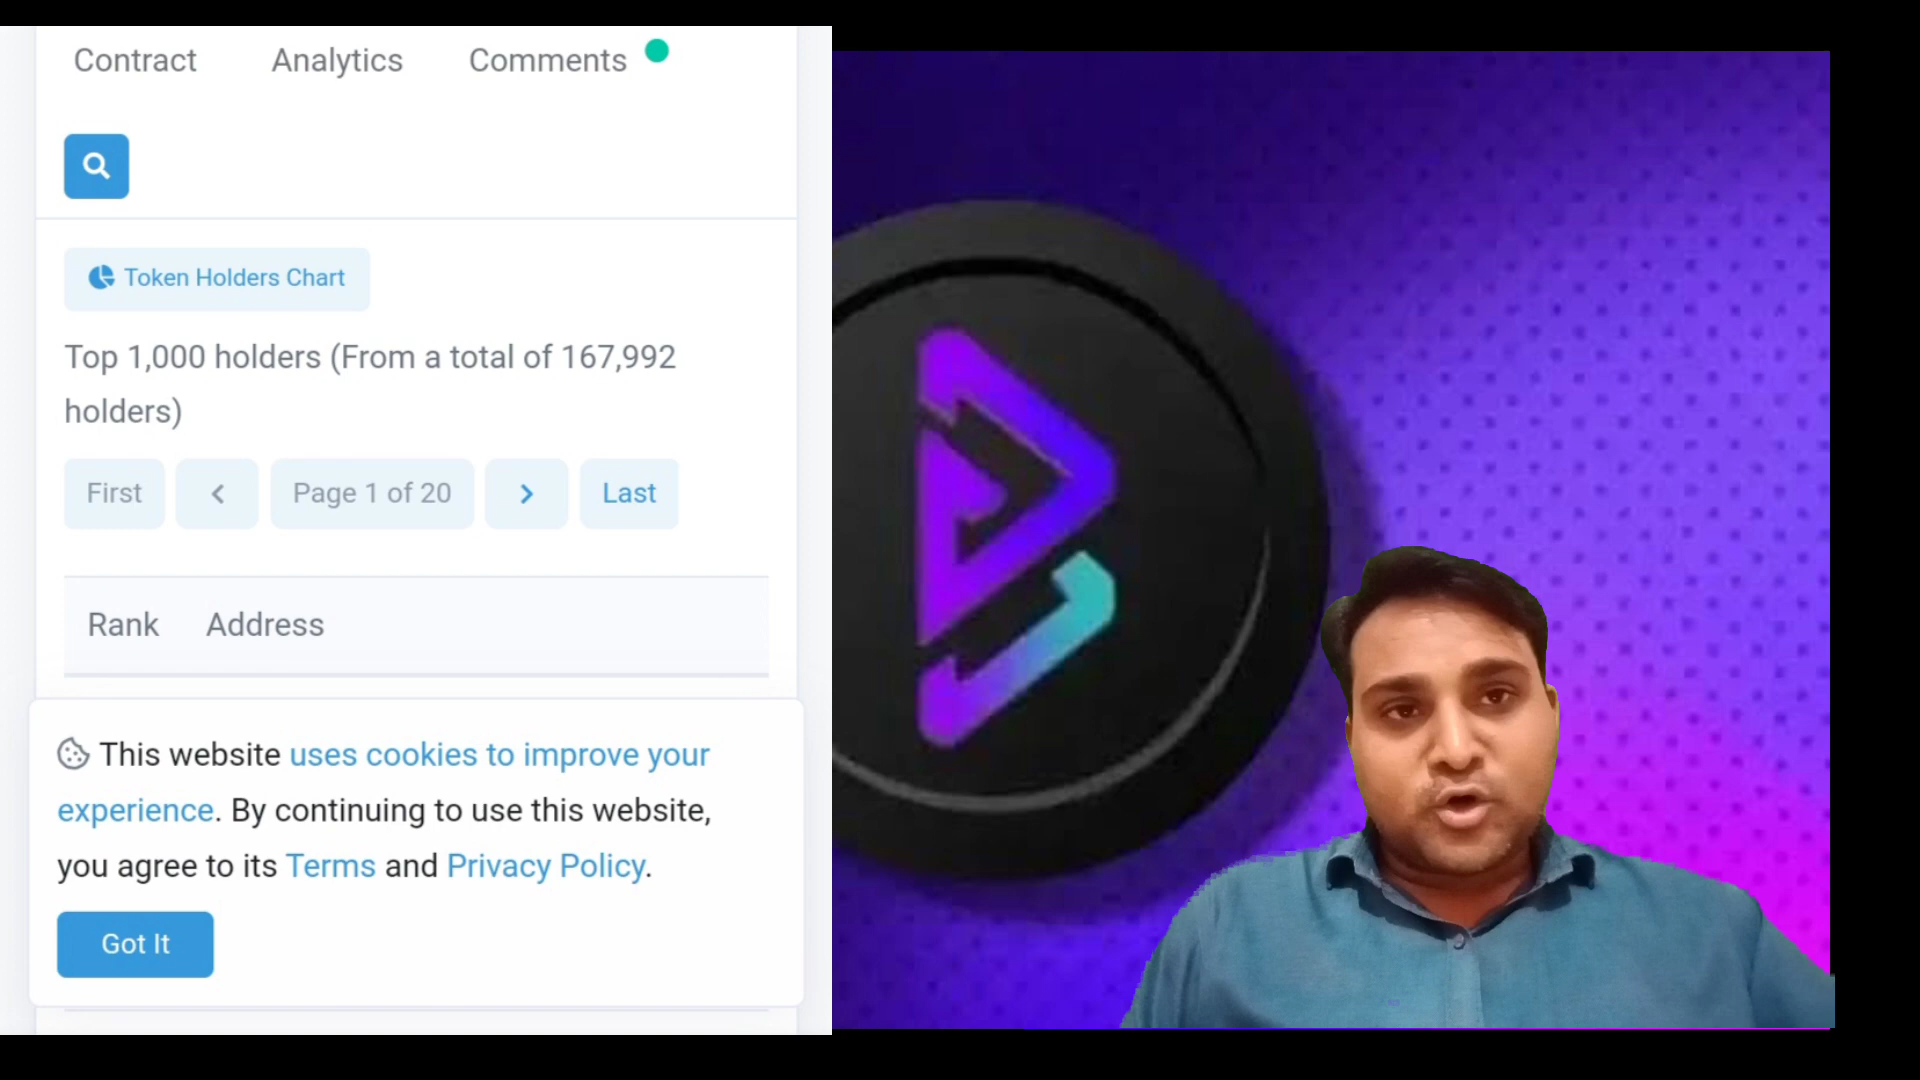 Contract Analytics Comments
Token Holders Chart
Top 1,000 holders (From a total of 167,992
holders)
First Page 1 of 20 Last
Rank Address
This website uses cookies to improve your
experience. By continuing to use this website,
you agree to its Terms and Privacy Policy.
Got It